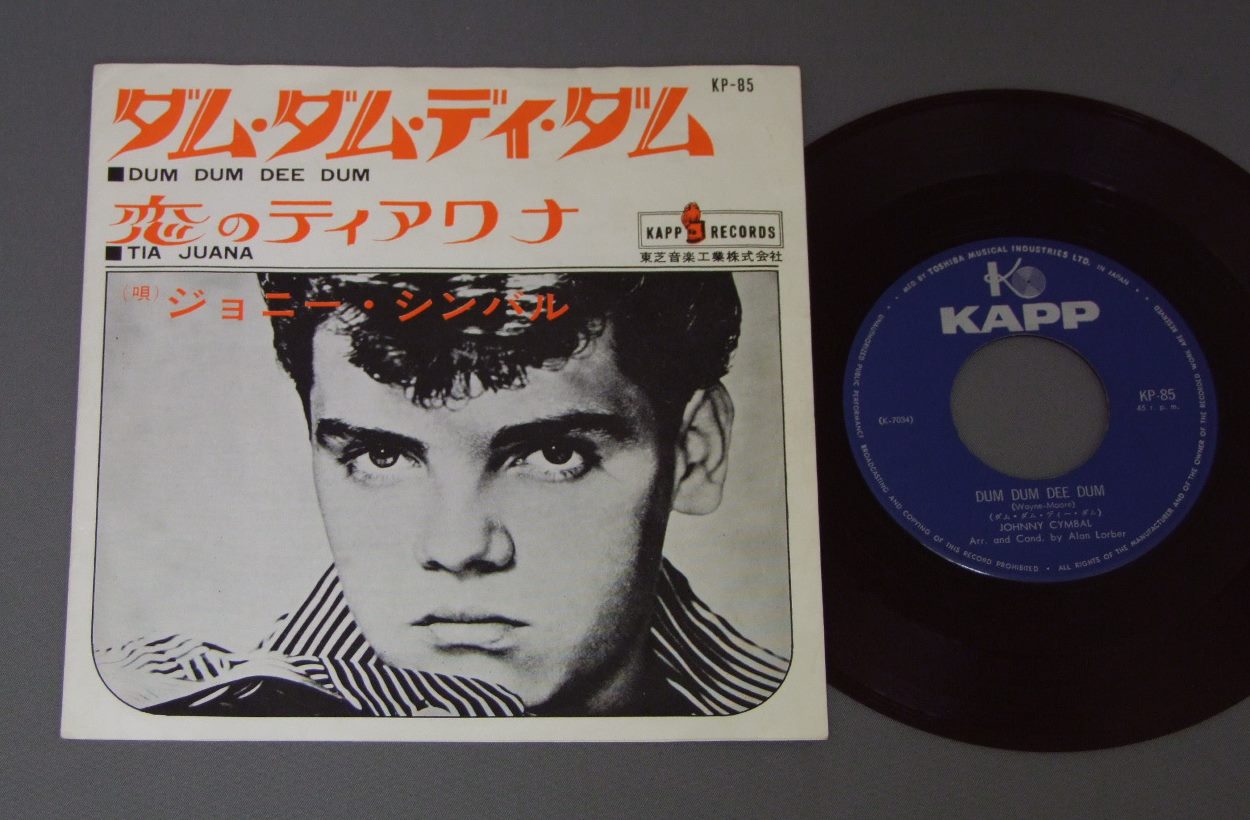 KP-85
ダム・ダム・ディ・ダム
■DUM DUM DEE DUM
恋のティアワナ
■TIA JUANA
KAPP RECORDS
東芝音楽工業株式会社
(唄)ジョニー・シンバル
MFD BY TOSHIBA MUSICAL INDUSTRIES LTD. IN JAPAN
K
KAPP
KP-85
45 r. p. m.
(K-7054)
DUM DUM DEE DUM
(Wayne-Moore)
(ダム・ダム・ディー・ダム)
JOHNNY CYMBAL
Arr. and Cond. by Alan Lorber
UNAUTHORIZED PUBLIC PERFORMANCE BROADCASTING AND COPYING OF THIS RECORD PROHIBITED • ALL RIGHTS OF THE MANUFACTURER AND OF THE OWNER OF THE RECORDED WORK ARE RESERVED